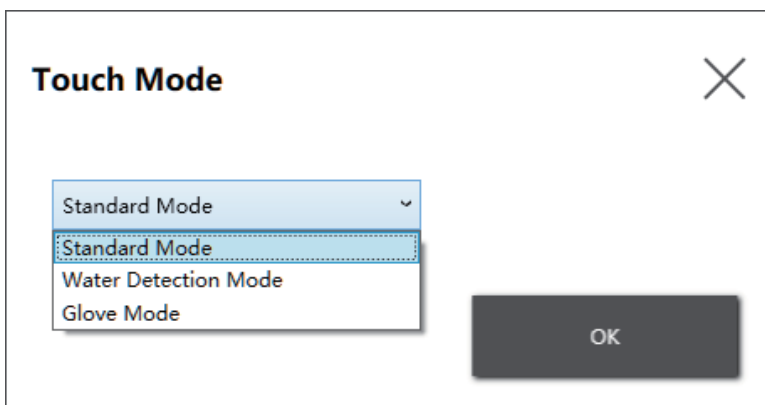 Touch Mode
Standard Mode
Standard Mode
Water Detection Mode
Glove Mode
OK